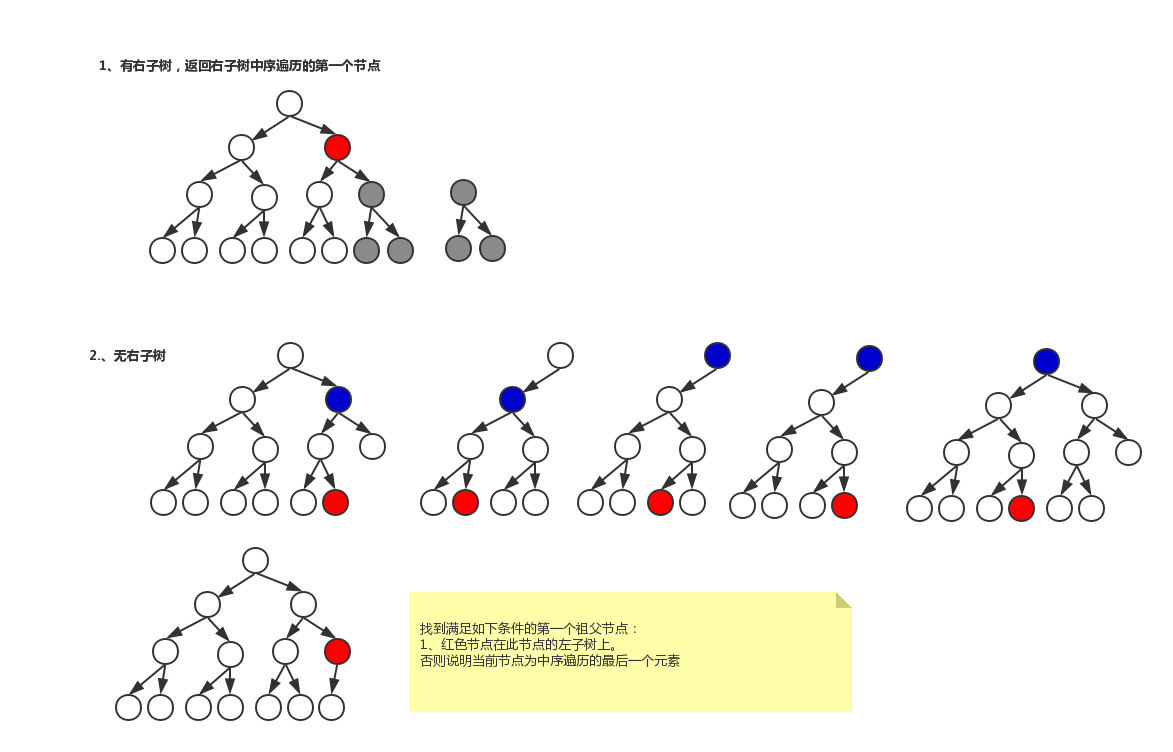 1、有右子树，返回右子树中序遍历的第一个节点
2.、无右子树
找到满足如下条件的第一个祖父节点：
1、红色节点在此节点的左子树上。
否则说明当前节点为中序遍历的最后一个元素